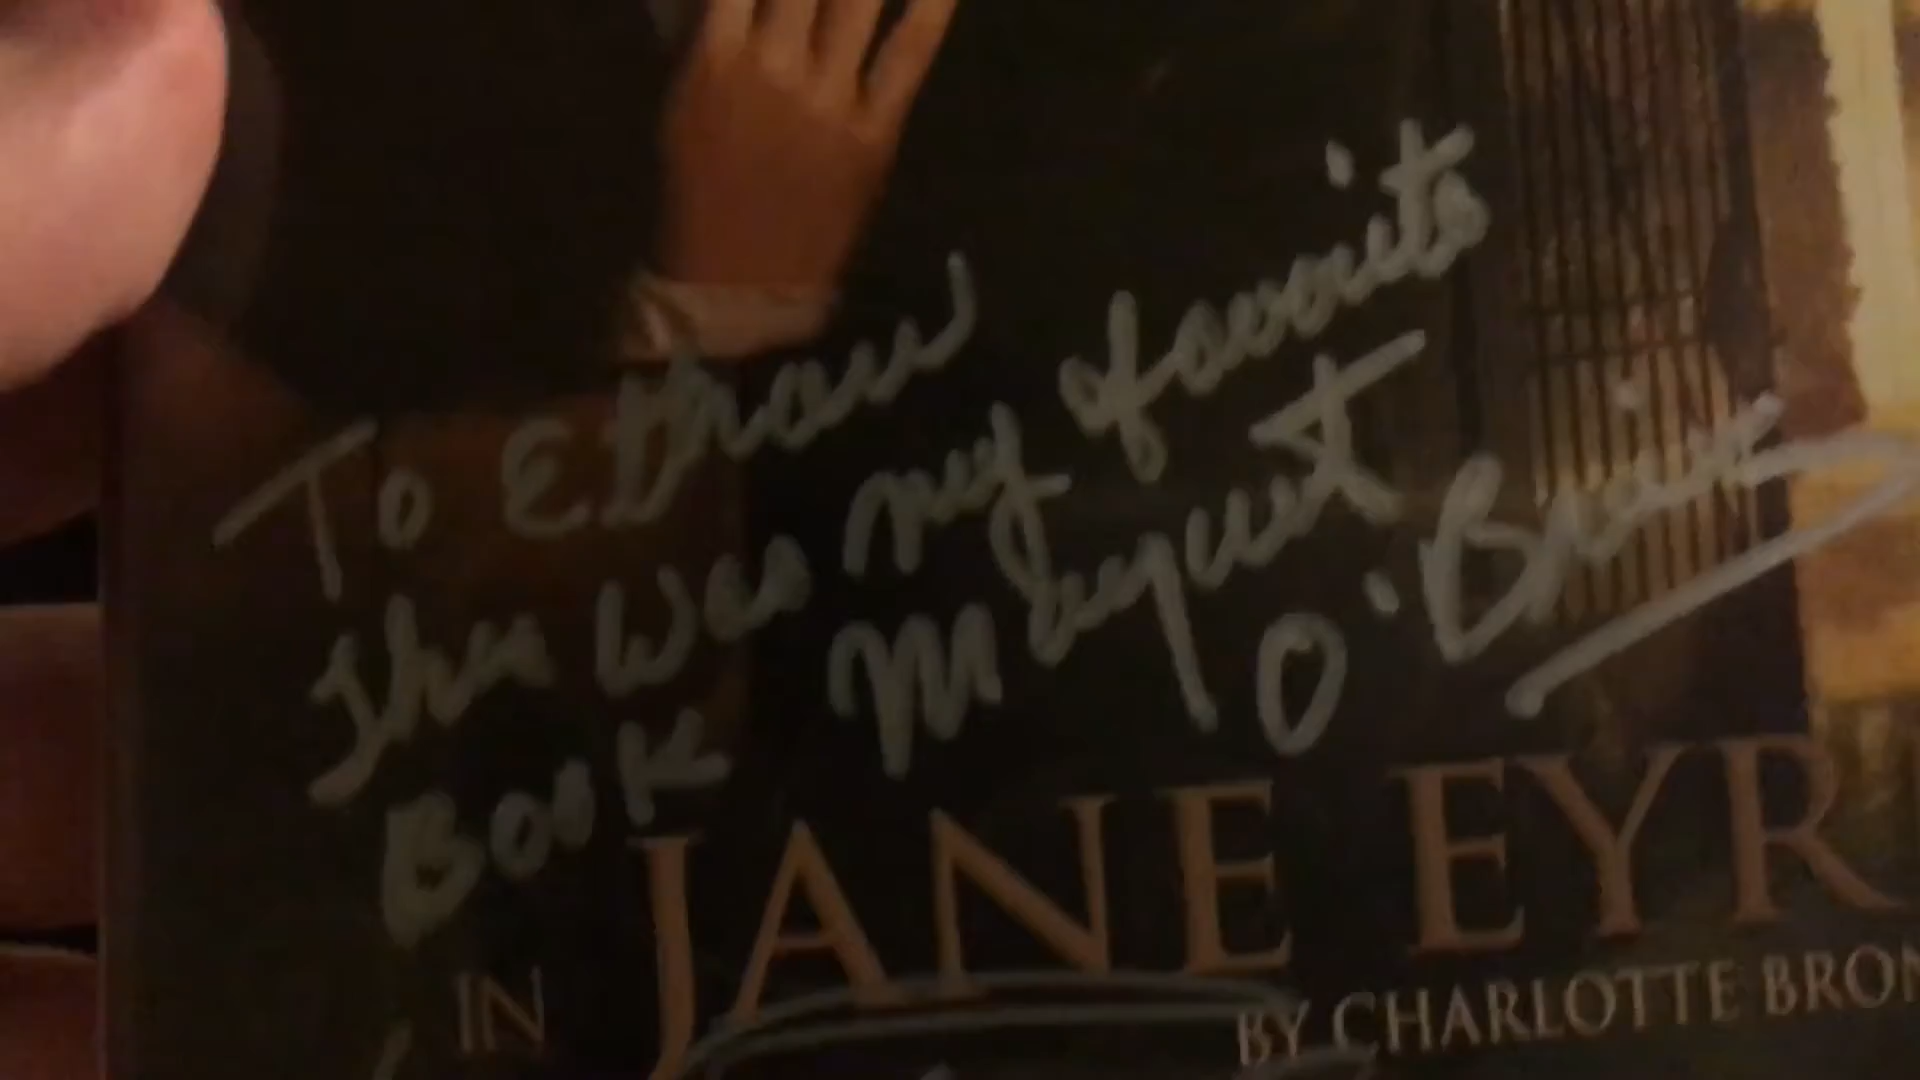 To Ethan
This was my favorite
Book Margaret O'Brien
IN JANE EYR
BY CHARLOTTE BRON